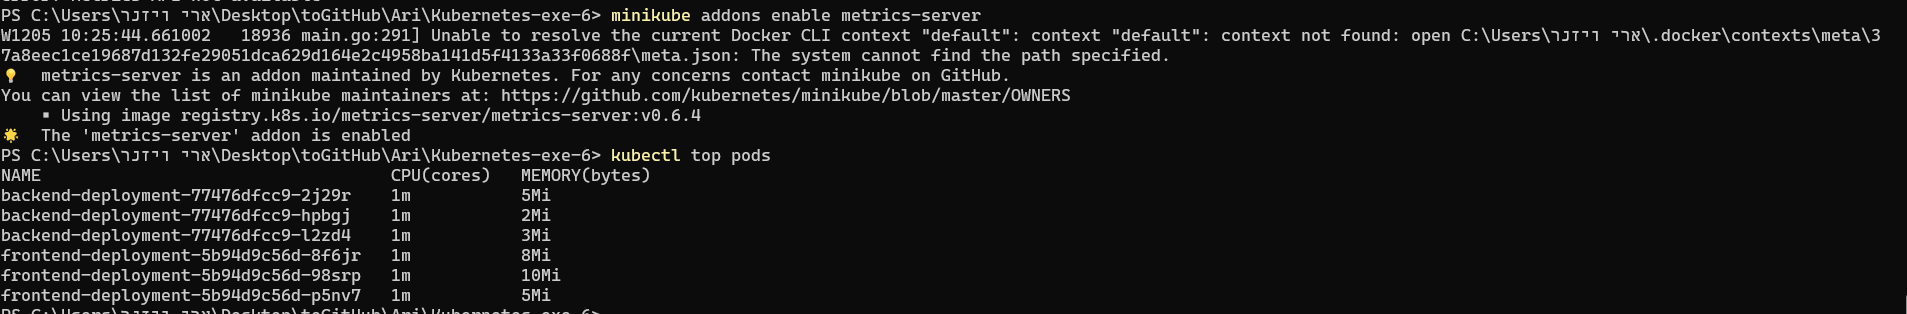 PS C:\Users\ארי ויזנר\Desktop\toGitHub\Ari\Kubernetes-exe-6> minikube addons enable metrics-server
W1205 10:25:44.661002   18936 main.go:291] Unable to resolve the current Docker CLI context "default": context "default": context not found: open C:\Users\ארי ויזנר\.docker\contexts\meta\3
7a8eec1ce19687d132fe29051dca629d164e2c4958ba141d5f4133a33f0688f\meta.json: The system cannot find the path specified.
💡  metrics-server is an addon maintained by Kubernetes. For any concerns contact minikube on GitHub.
You can view the list of minikube maintainers at: https://github.com/kubernetes/minikube/blob/master/OWNERS
    ▪ Using image registry.k8s.io/metrics-server/metrics-server:v0.6.4
🌟  The 'metrics-server' addon is enabled
PS C:\Users\ארי ויזנר\Desktop\toGitHub\Ari\Kubernetes-exe-6> kubectl top pods
NAME                                   CPU(cores)   MEMORY(bytes)
backend-deployment-77476dfcc9-2j29r    1m           5Mi
backend-deployment-77476dfcc9-hpbgj    1m           2Mi
backend-deployment-77476dfcc9-l2zd4    1m           3Mi
frontend-deployment-5b94d9c56d-8f6jr   1m           8Mi
frontend-deployment-5b94d9c56d-98srp   1m           10Mi
frontend-deployment-5b94d9c56d-p5nv7   1m           5Mi
PS C:\Users\ארי ויזנר\Desktop\toGitHub\Ari\Kubernetes-exe-6>